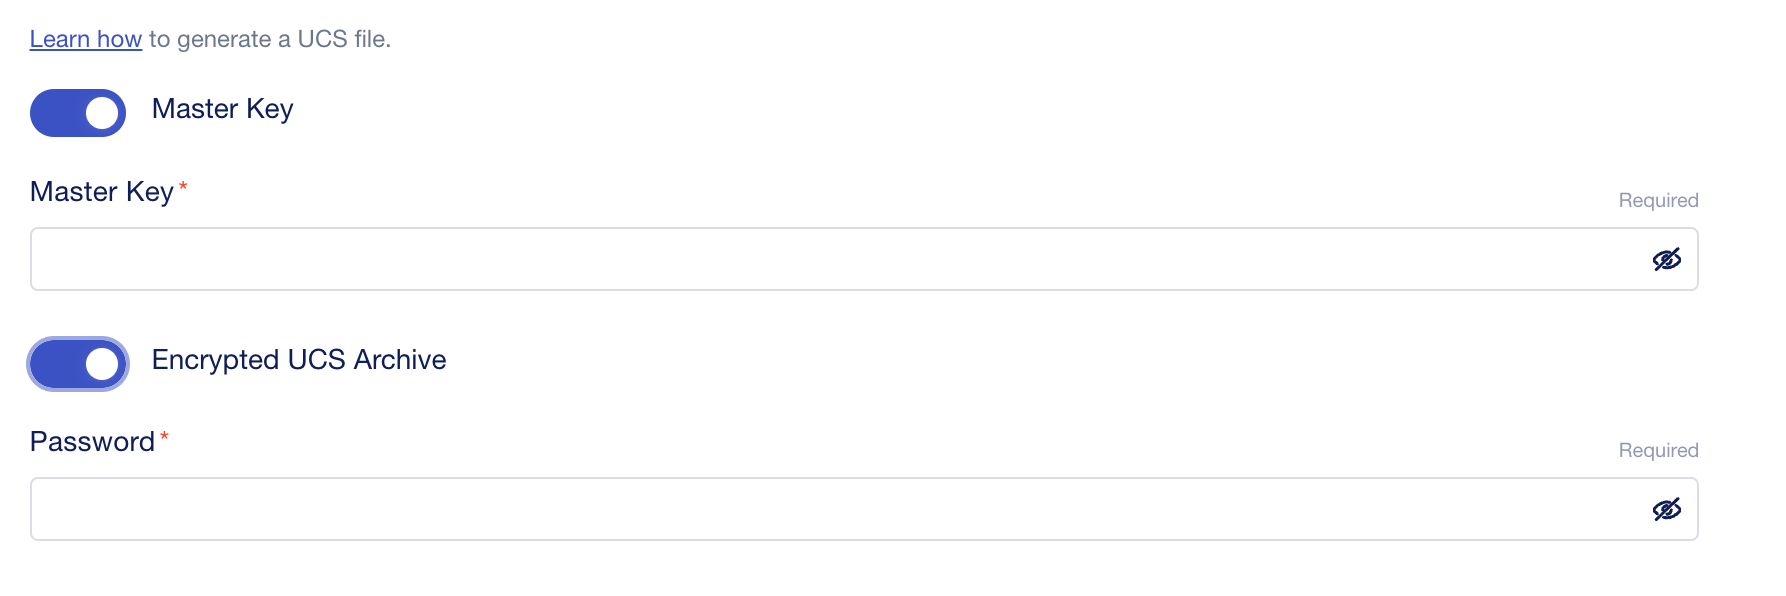 Learn how to generate a UCS file.
Master Key
Master Key*
Required
Encrypted UCS Archive
Password*
Required